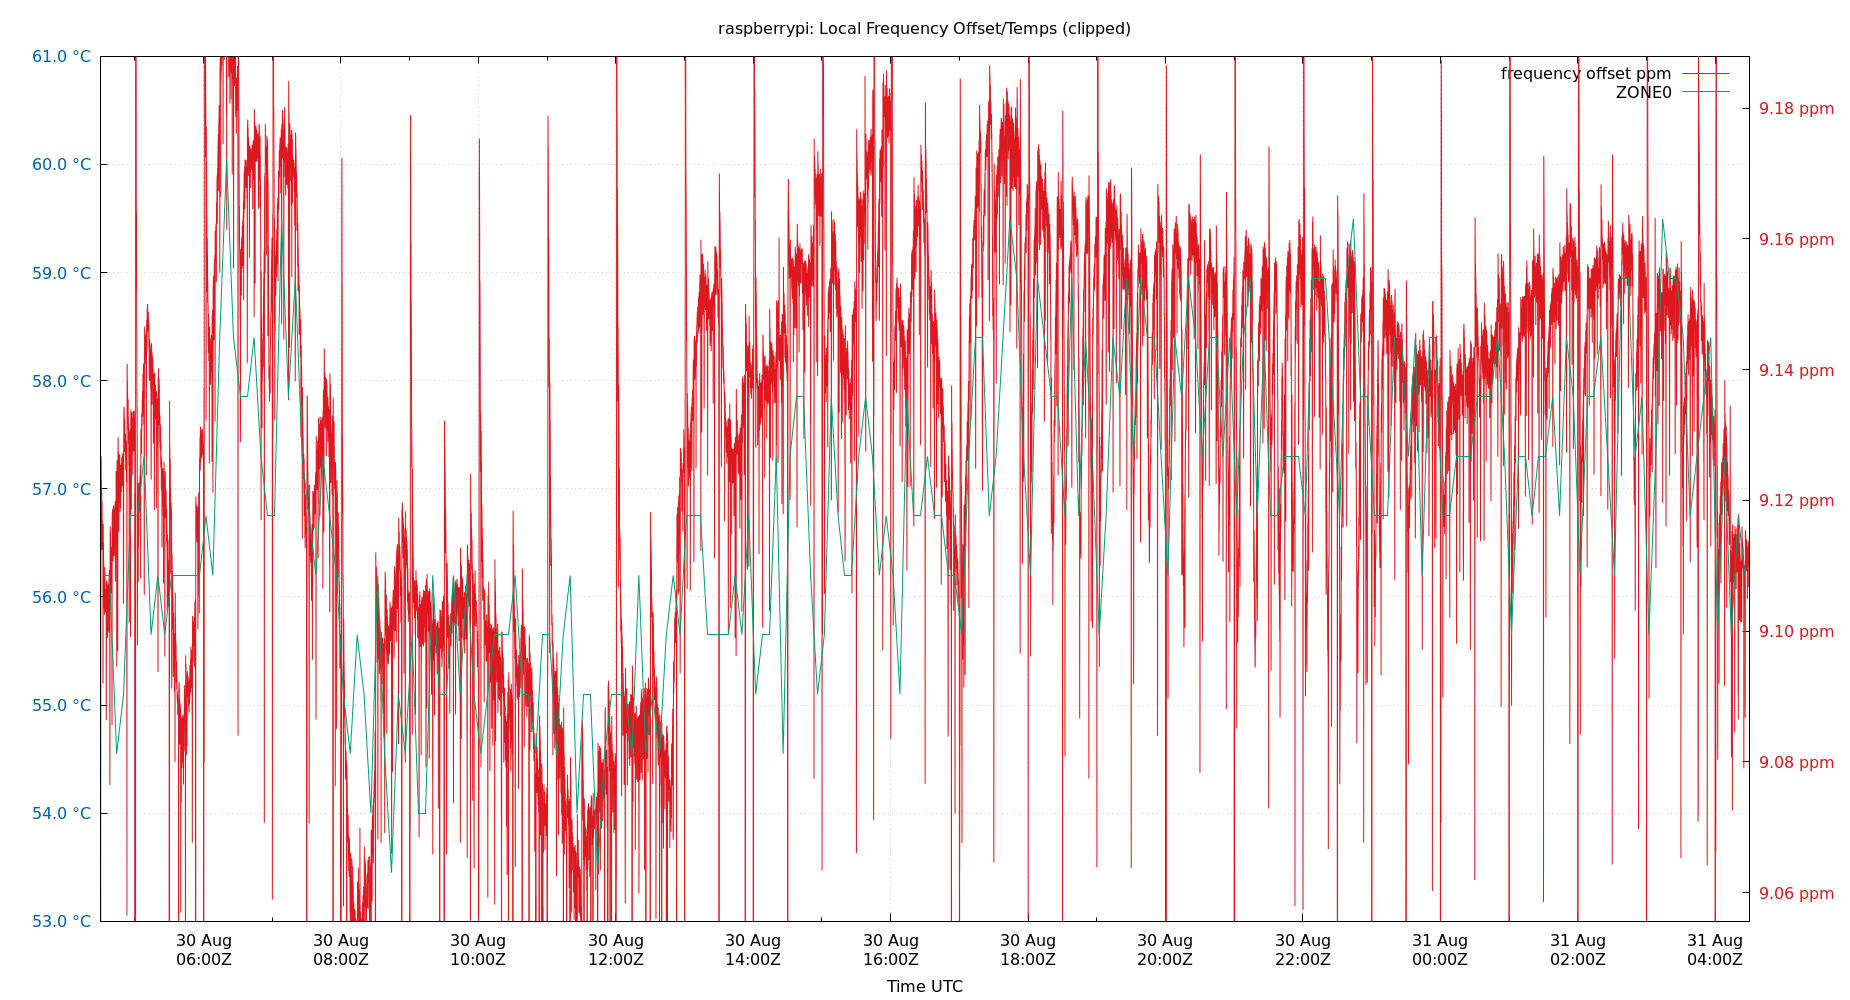 raspberrypi: Local Frequency Offset/Temps (clipped)
61.0 °C
60.0 °C
59.0 °C
58.0 °C
57.0 °C
56.0 °C
55.0 °C
54.0 °C
53.0 °C
frequency offset ppm
ZONE0
9.18 ppm
9.16 ppm
9.14 ppm
9.12 ppm
9.10 ppm
9.08 ppm
9.06 ppm
30 Aug 30 Aug 30 Aug 30 Aug 30 Aug 30 Aug 30 Aug 30 Aug 30 Aug 31 Aug 31 Aug 31 Aug
06:00Z 08:00Z 10:00Z 12:00Z 14:00Z 16:00Z 18:00Z 20:00Z 22:00Z 00:00Z 02:00Z 04:00Z
Time UTC